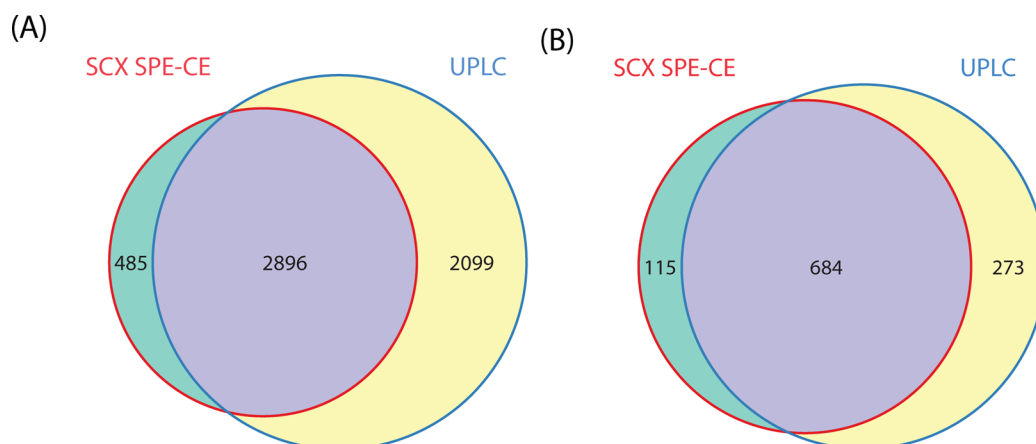 (A)
SCX SPE-CE UPLC
485 2896 2099
(B)
SCX SPE-CE UPLC
115 684 273